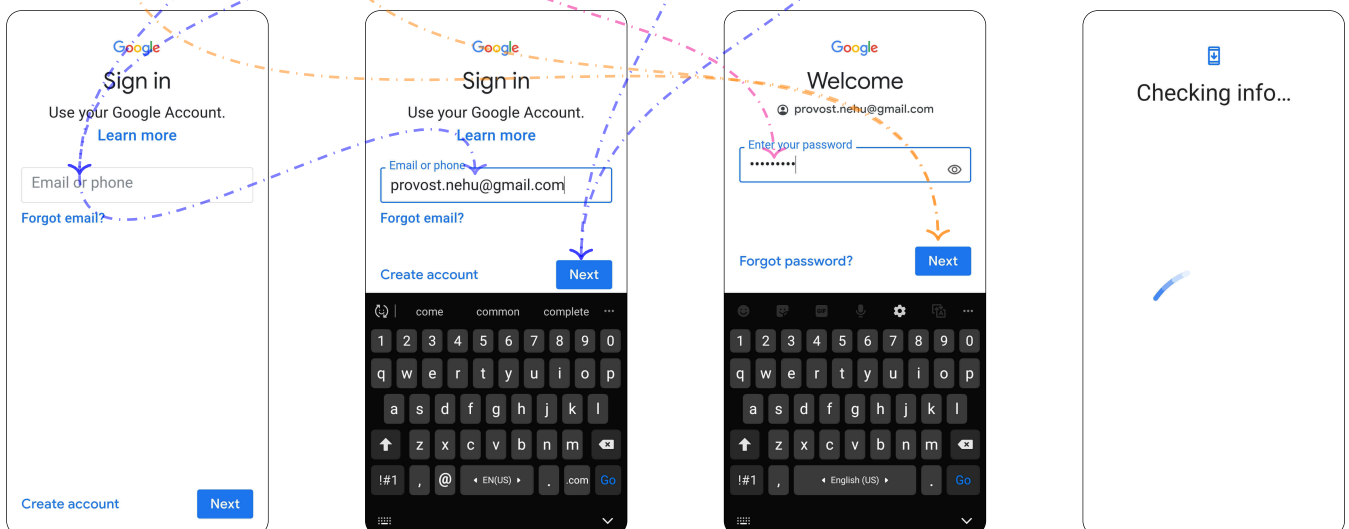 Google
Sign in
Use your Google Account.
Learn more
Email or phone
Forgot email?
Create account
Next
Google
Sign in
Use your Google Account.
Learn more
Email or phone
provost.nehu@gmail.com
Forgot email?
Create account
Next
come common complete ...
1 2 3 4 5 6 7 8 9 0
q w e r t y u i o p
a s d f g h j k l
z x c v b n m
!#1 , @ EN(US) . .com Go
Google
Welcome
provost.nehu@gmail.com
Enter your password
•••••••••
Forgot password?
Next
GIF ...
1 2 3 4 5 6 7 8 9 0
q w e r t y u i o p
a s d f g h j k l
z x c v b n m
!#1 , English (US) . Go
Checking info...